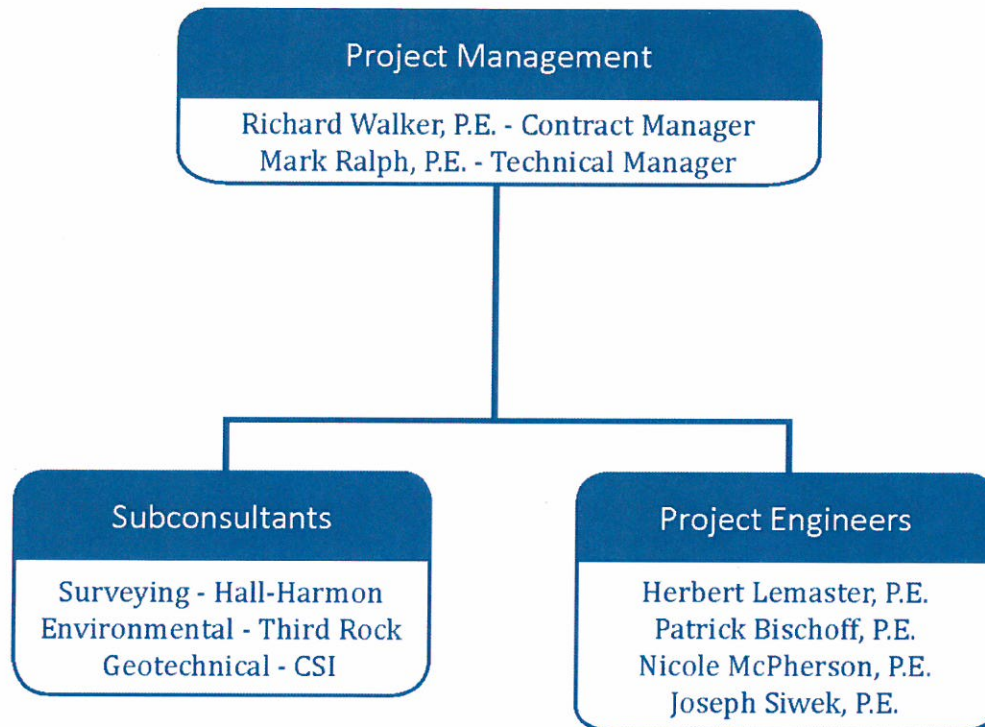 Project Management
Richard Walker, P.E. - Contract Manager
Mark Ralph, P.E. - Technical Manager
Subconsultants
Surveying - Hall-Harmon
Environmental - Third Rock
Geotechnical - CSI
Project Engineers
Herbert Lemaster, P.E.
Patrick Bischoff, P.E.
Nicole McPherson, P.E.
Joseph Siwek, P.E.